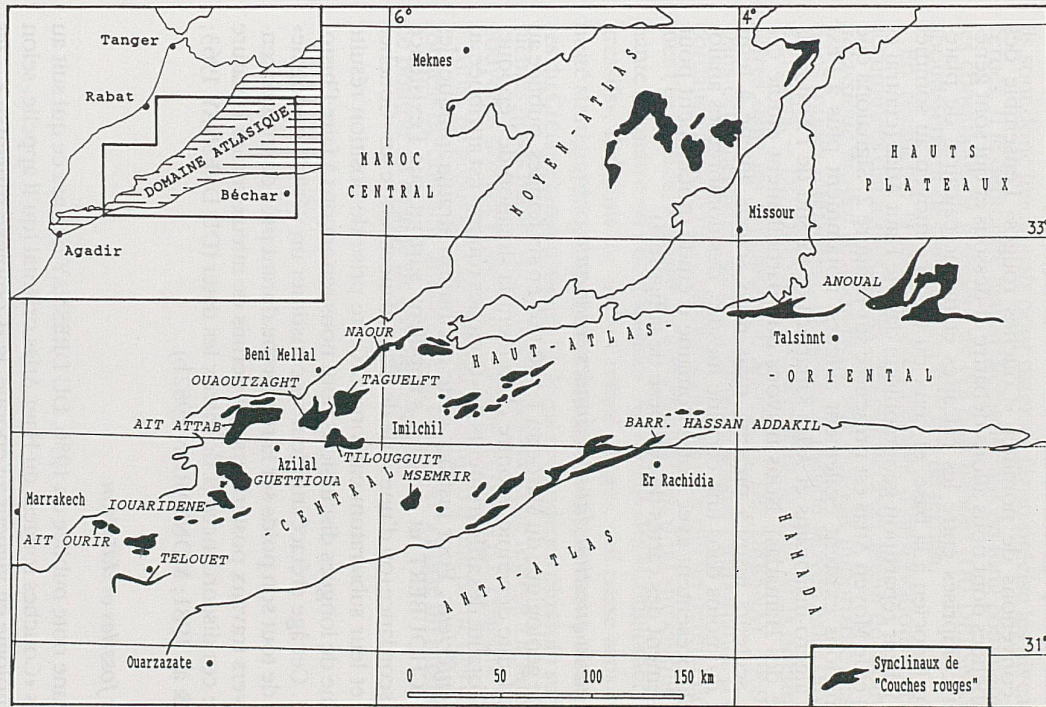 6°
4°
Tanger
Rabat
DOMAINE ATLASIQUE
Béchar
Agadir
Meknes
MAROC
CENTRAL
MOYEN-ATLAS
HAUTS
PLATEAUX
Missour
33°
ANOUAL
Talsinnt
NAOUR
HAUT-ATLAS-
-ORIENTAL
Beni Mellal
OUAOUIZAGHT
TAGUELFT
AIT ATTAB
Imilchil
BARR. HASSAN ADDAKIL
TILOUGGUIT
Azilal
GUETTIOUA
MSEMRIR
Er Rachidia
Marrakech
IOUARIDENE
-CENTRAL
AIT OURIR
TELOUET
ANTI-ATLAS
HAMADA
31°
Ouarzazate
0 50 100 150 km
Synclinaux de
"Couches rouges"